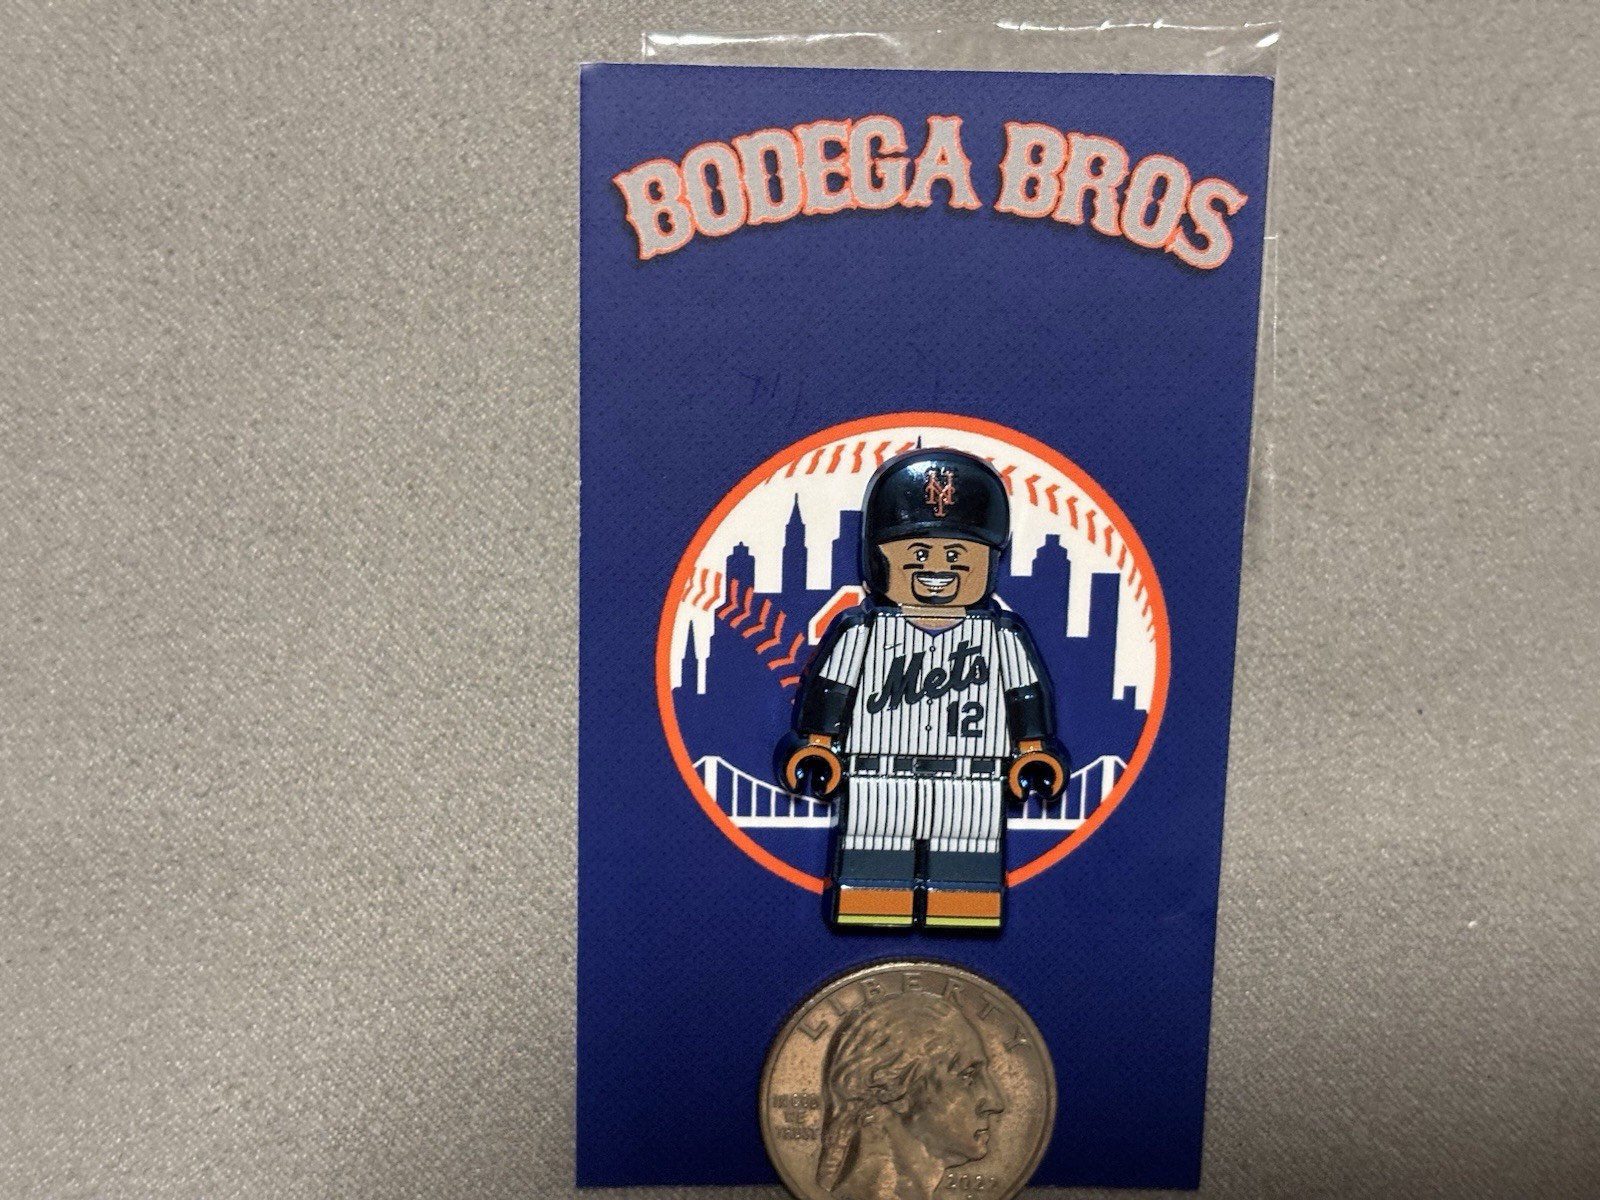 BODEGA BROS
NY
Mets
12
LIBERTY
IN GOD
WE
TRUST